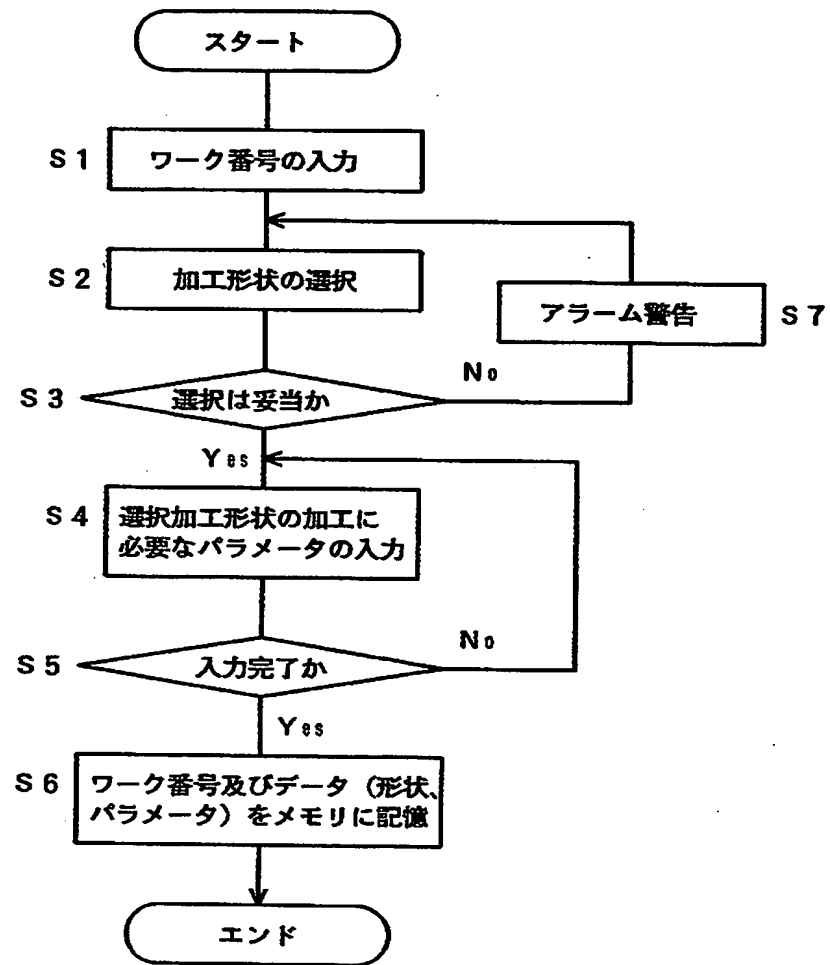 スタート
S1 ワーク番号の入力
S2 加工形状の選択
アラーム警告 S7
S3 選択は妥当か
No
Yes
S4 選択加工形状の加工に
必要なパラメータの入力
S5 入力完了か
No
Yes
S6 ワーク番号及びデータ（形状、
パラメータ）をメモリに記憶
エンド